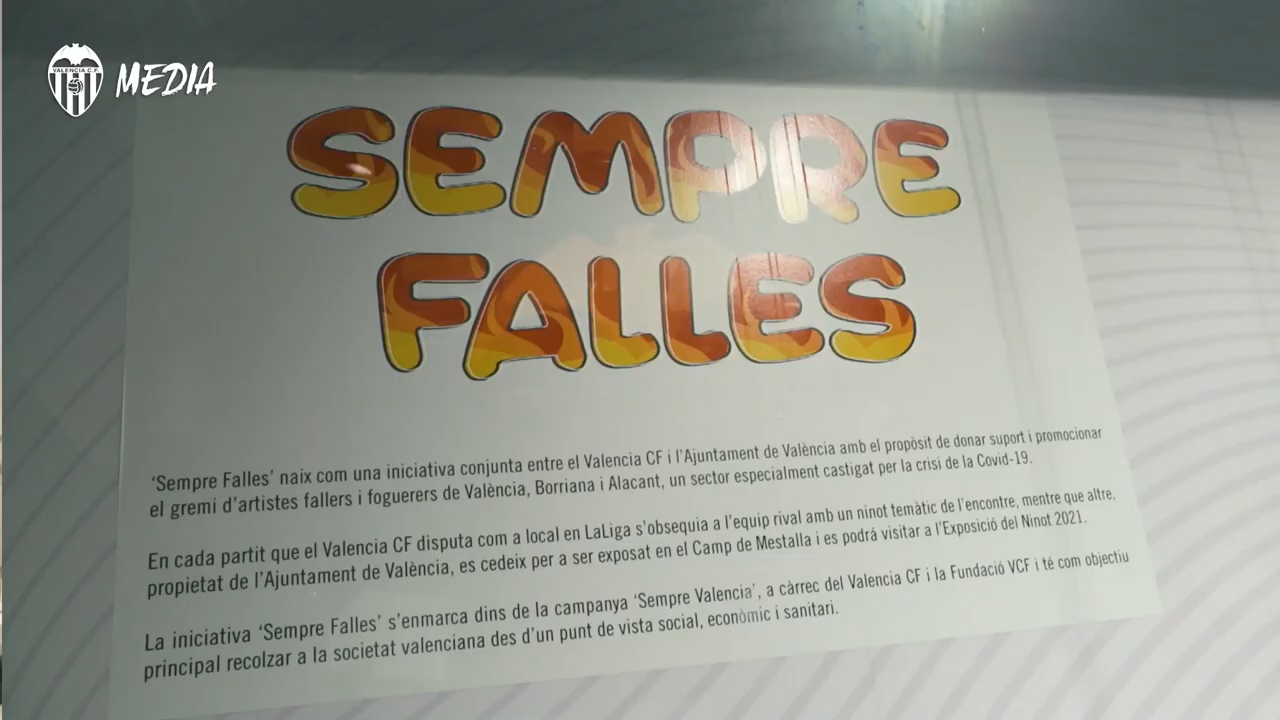 VALENCIA C.F
MEDIA
SEMPRE
FALLES
'Sempre Falles' naix com una iniciativa conjunta entre el Valencia CF i l'Ajuntament de València amb el propòsit de donar suport i promocionar
el gremi d'artistes fallers i foguerers de València, Borriana i Alacant, un sector especialment castigat per la crisi de la Covid-19.
En cada partit que el Valencia CF disputa com a local en LaLiga s'obsequia a l'equip rival amb un ninot temàtic de l'encontre, mentre que altre,
propietat de l'Ajuntament de València, es cedeix per a ser exposat en el Camp de Mestalla i es podrá visitar a l'Exposició del Ninot 2021.
La iniciativa 'Sempre Falles' s'enmarca dins de la campanya 'Sempre Valencia', a càrrec del Valencia CF i la Fundació VCF i té com objectiu
principal recolzar a la societat valenciana des d'un punt de vista social, econòmic i sanitari.